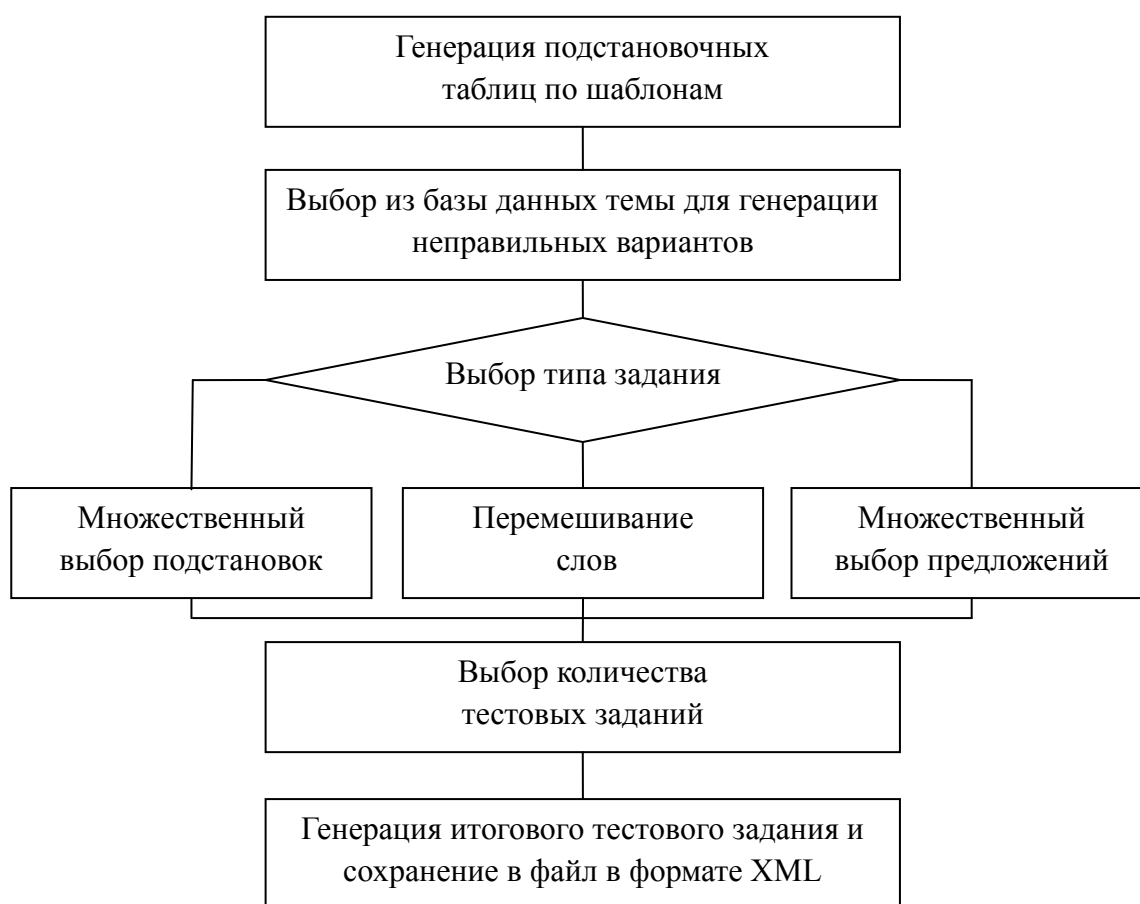 Генерация подстановочных
таблиц по шаблонам
Выбор из базы данных темы для генерации
неправильных вариантов
Выбор типа задания
Множественный
выбор подстановок
Перемешивание
слов
Множественный
выбор предложений
Выбор количества
тестовых заданий
Генерация итогового тестового задания и
сохранение в файл в формате XML